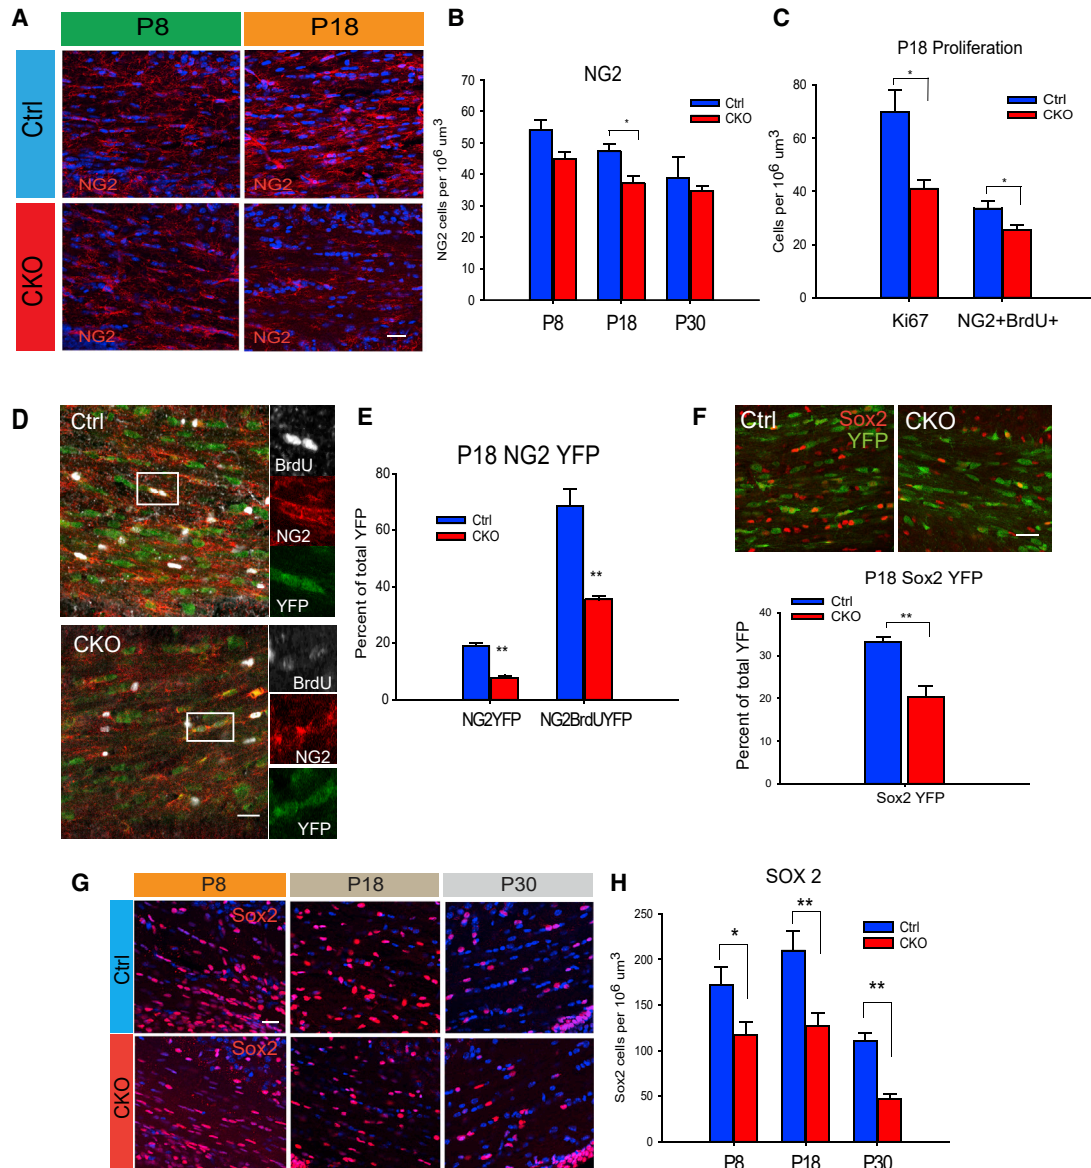 A
P8
P18
Ctrl
NG2
NG2
CKO
NG2
NG2
B
NG2
Ctrl
CKO
NG2 cells per 10⁶ um³
70
60
50
40
30
20
10
0
*
P8
P18
P30
C
P18 Proliferation
Ctrl
CKO
Cells per 10⁶ um³
80
60
40
20
0
*
*
Ki67
NG2+BrdU+
D
Ctrl
BrdU
NG2
YFP
CKO
BrdU
NG2
YFP
E
P18 NG2 YFP
Ctrl
CKO
Percent of total YFP
80
60
40
20
0
**
**
NG2YFP
NG2BrdUYFP
F
Ctrl
Sox2
YFP
CKO
P18 Sox2 YFP
Ctrl
CKO
Percent of total YFP
40
30
20
10
0
**
Sox2 YFP
G
P8
P18
P30
Ctrl
Sox2
CKO
Sox2
H
SOX 2
Ctrl
CKO
Sox2 cells per 10⁶ um³
250
200
150
100
50
0
*
**
**
P8
P18
P30